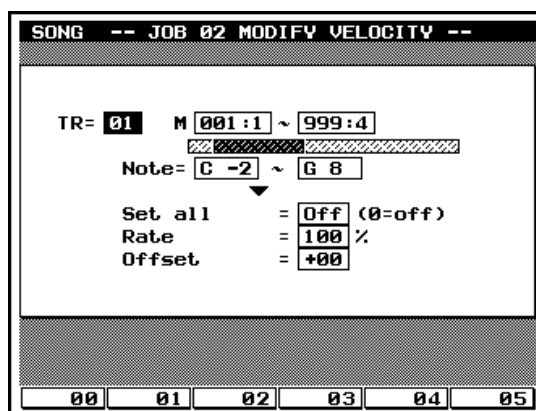 SONG -- JOB 02 MODIFY VELOCITY --
TR= 01 M 001:1 ~ 999:4
Note= C -2 ~ G 8
Set all = Off (0=off)
Rate = 100 %
Offset = +00
00 01 02 03 04 05